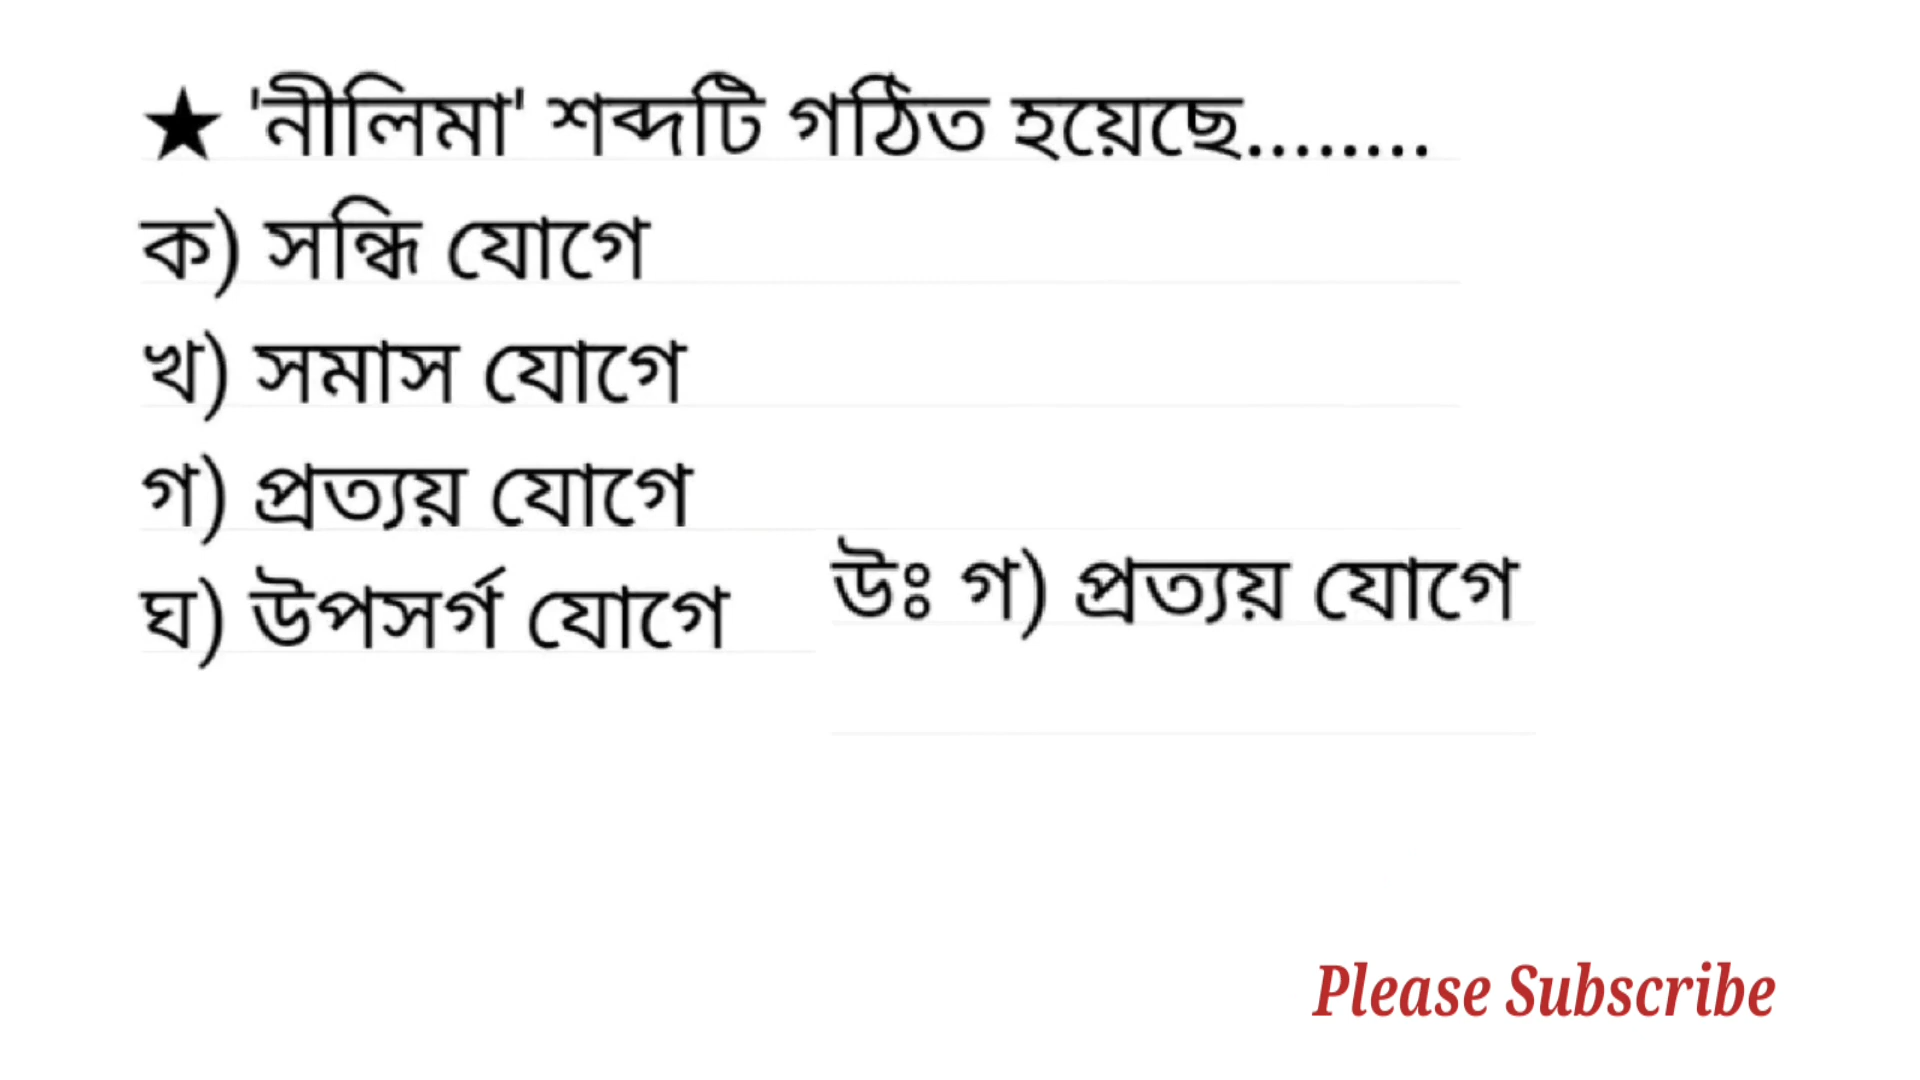 ★ 'নীলিমা' শব্দটি গঠিত হয়েছে........
ক) সন্ধি যোগে
খ) সমাস যোগে
গ) প্রত্যয় যোগে
ঘ) উপসর্গ যোগে
উঃ গ) প্রত্যয় যোগে
Please Subscribe